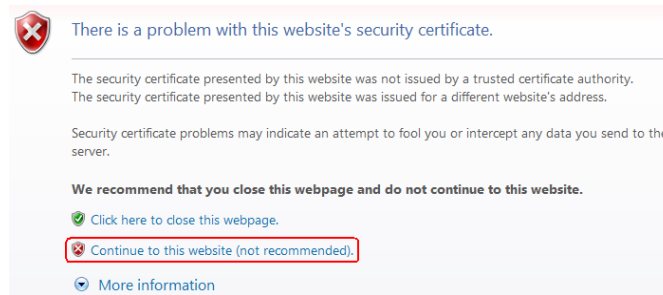 There is a problem with this website's security certificate.
The security certificate presented by this website was not issued by a trusted certificate authority.
The security certificate presented by this website was issued for a different website's address.
Security certificate problems may indicate an attempt to fool you or intercept any data you send to the
server.
We recommend that you close this webpage and do not continue to this website.
Click here to close this webpage.
Continue to this website (not recommended).
More information